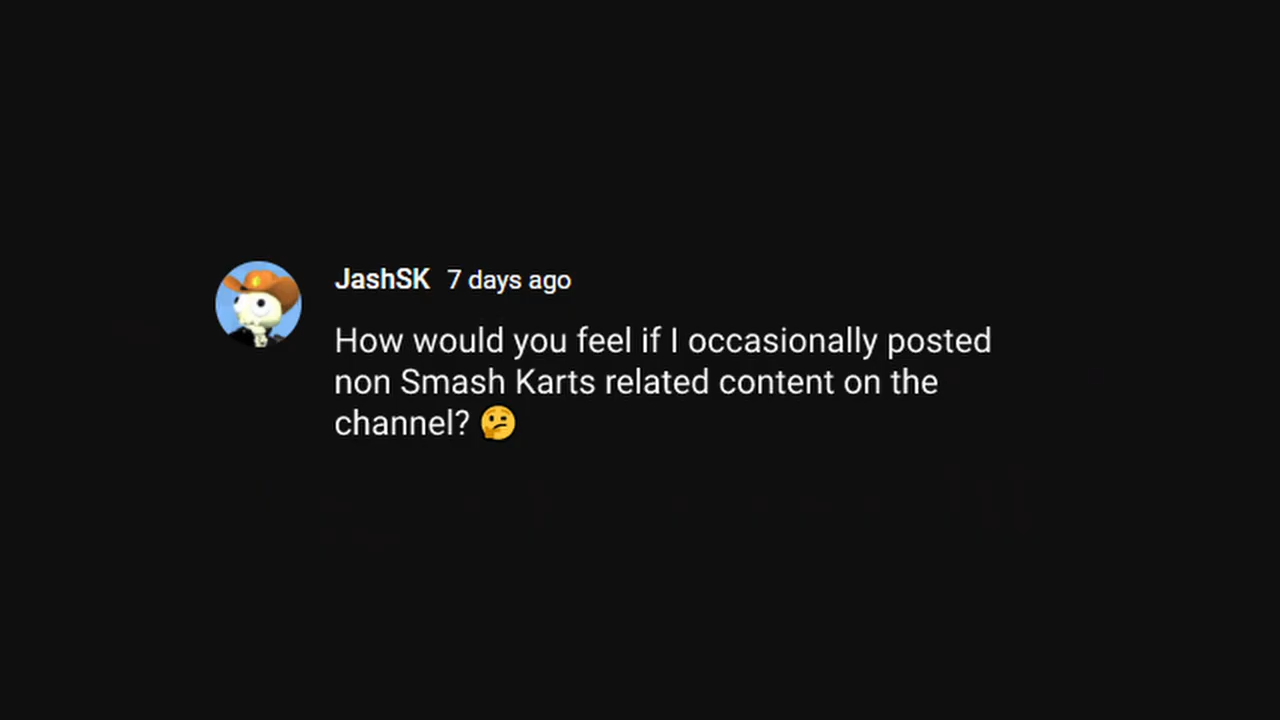 JashSK 7 days ago
How would you feel if I occasionally posted
non Smash Karts related content on the
channel? 🤔